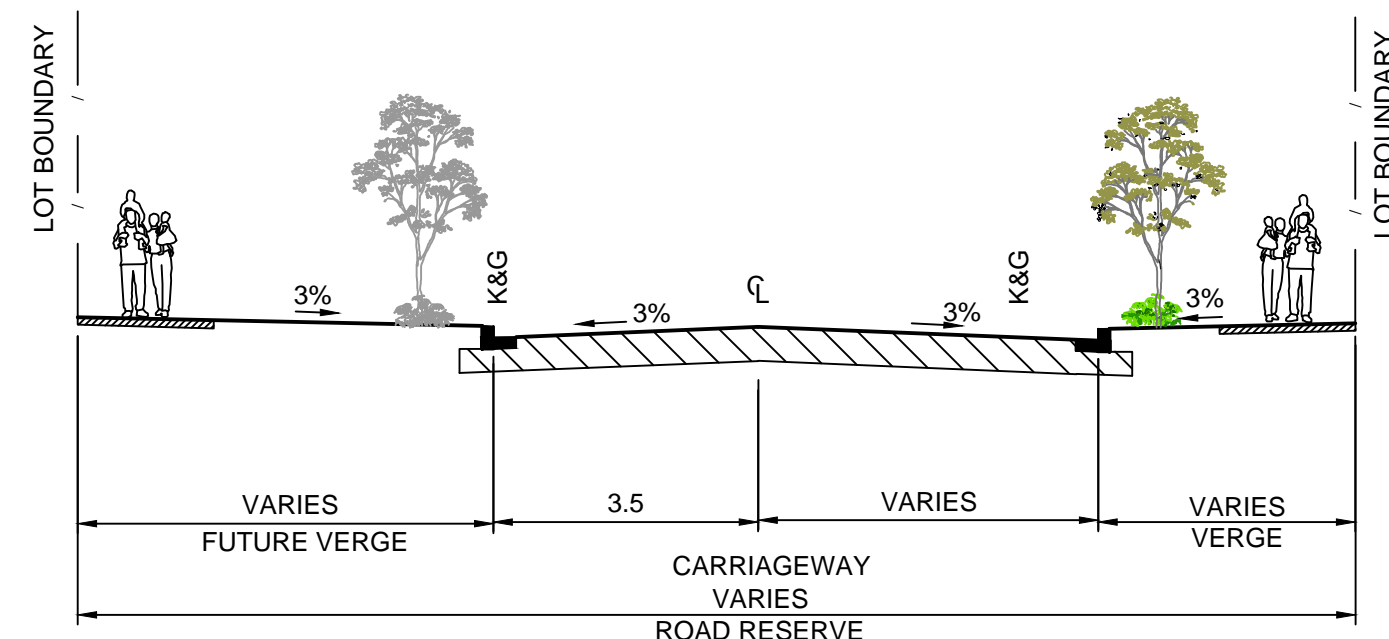 LOT BOUNDARY
LOT BOUNDARY
K&G
K&G
℄
3%
3%
3%
3%
VARIES
3.5
VARIES
VARIES
FUTURE VERGE
VERGE
CARRIAGEWAY
VARIES
ROAD RESERVE